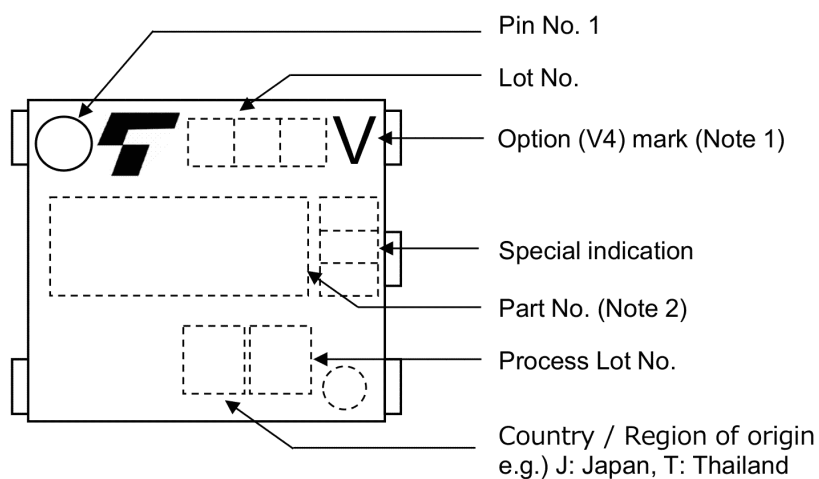 Pin No. 1
Lot No.
V
Option (V4) mark (Note 1)
Special indication
Part No. (Note 2)
Process Lot No.
Country / Region of origin
e.g.) J: Japan, T: Thailand